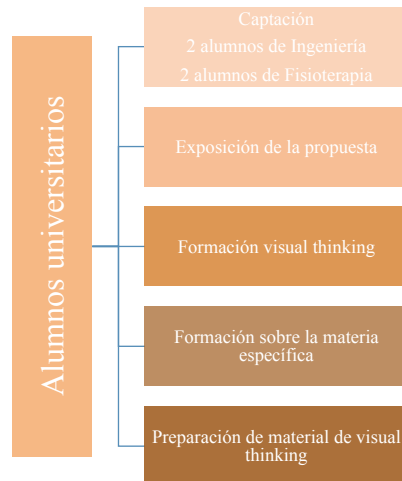 Alumnos universitarios
Captación
2 alumnos de Ingeniería
2 alumnos de Fisioterapia
Exposición de la propuesta
Formación visual thinking
Formación sobre la materia
específica
Preparación de material de visual
thinking